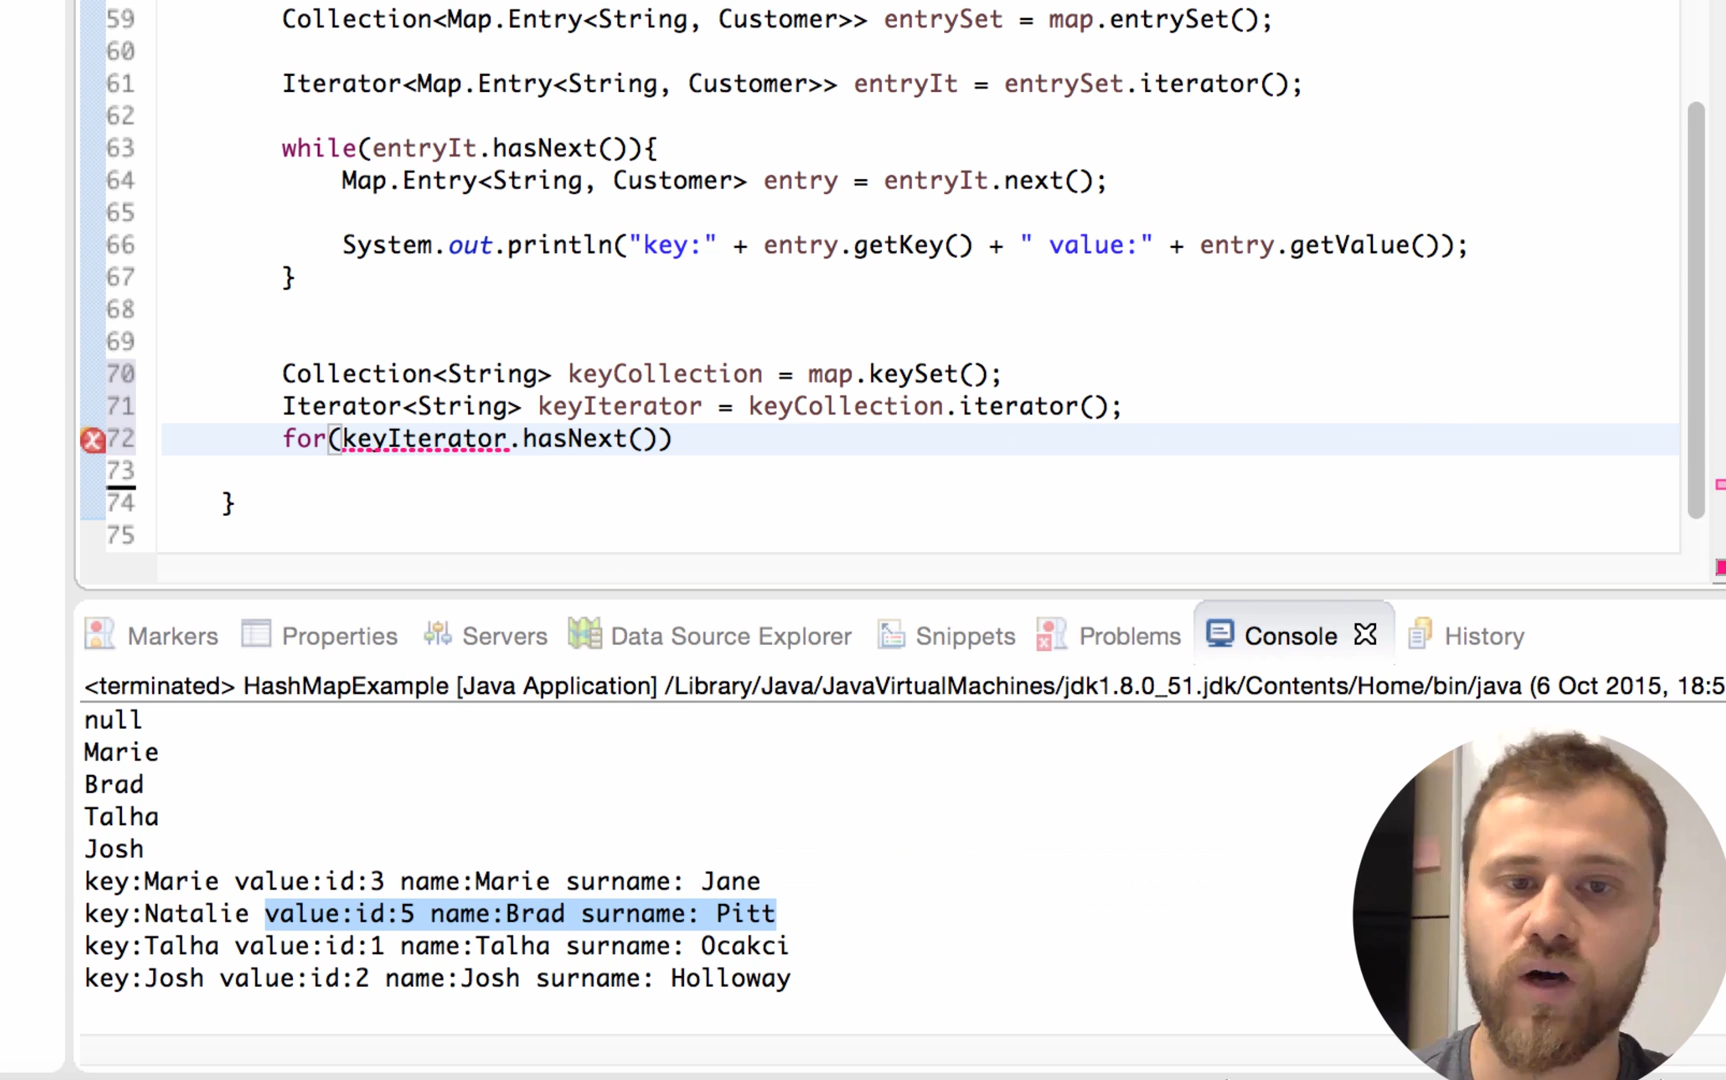 59 Collection<Map.Entry<String, Customer>> entrySet = map.entrySet();
60
61 Iterator<Map.Entry<String, Customer>> entryIt = entrySet.iterator();
62
63 while(entryIt.hasNext()){
64 Map.Entry<String, Customer> entry = entryIt.next();
65
66 System.out.println("key:" + entry.getKey() + " value:" + entry.getValue());
67 }
68
69
70 Collection<String> keyCollection = map.keySet();
71 Iterator<String> keyIterator = keyCollection.iterator();
72 for(keyIterator.hasNext())
73
74 }
75
Markers Properties Servers Data Source Explorer Snippets Problems Console History
<terminated> HashMapExample [Java Application] /Library/Java/JavaVirtualMachines/jdk1.8.0_51.jdk/Contents/Home/bin/java (6 Oct 2015, 18:5
null
Marie
Brad
Talha
Josh
key:Marie value:id:3 name:Marie surname: Jane
key:Natalie value:id:5 name:Brad surname: Pitt
key:Talha value:id:1 name:Talha surname: Ocakci
key:Josh value:id:2 name:Josh surname: Holloway